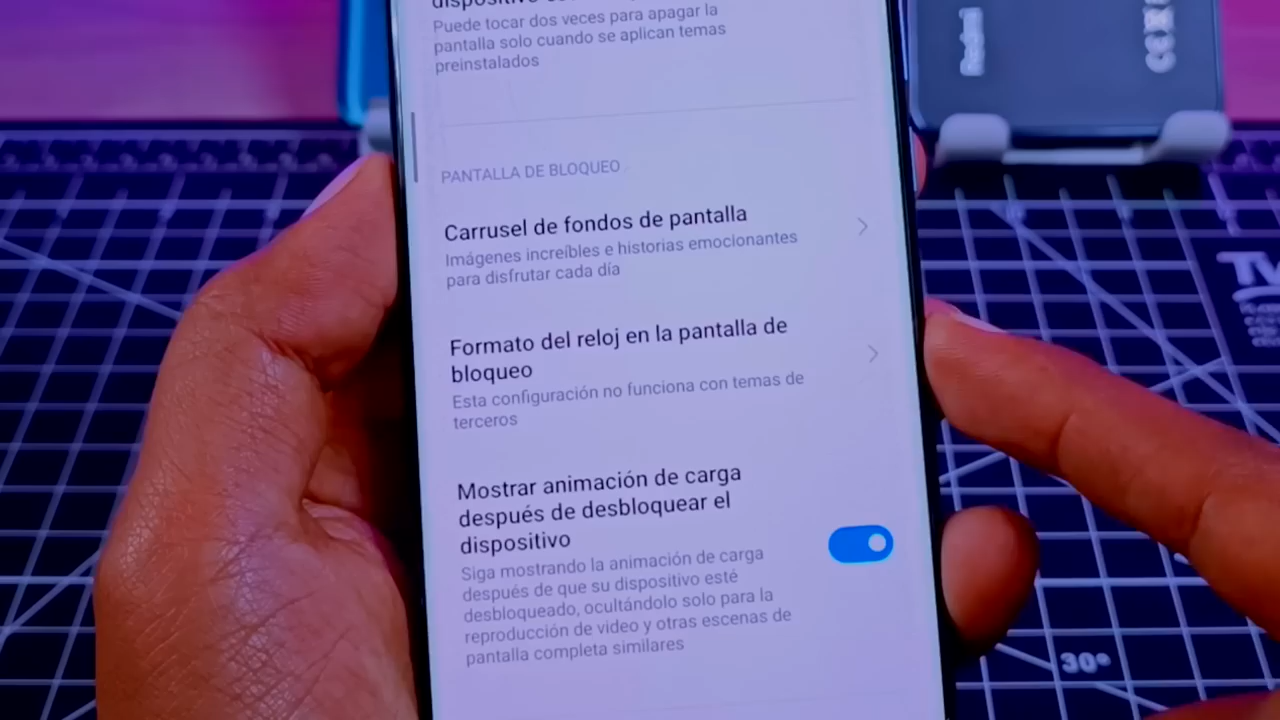 dispositivo
Puede tocar dos veces para apagar la
pantalla solo cuando se aplican temas
preinstalados
PANTALLA DE BLOQUEO
Carrusel de fondos de pantalla
Imágenes increíbles e historias emocionantes
para disfrutar cada día
Formato del reloj en la pantalla de
bloqueo
Esta configuración no funciona con temas de
terceros
Mostrar animación de carga
después de desbloquear el
dispositivo
Siga mostrando la animación de carga
después de que su dispositivo esté
desbloqueado, ocultándolo solo para la
reproducción de video y otras escenas de
pantalla completa similares
30°